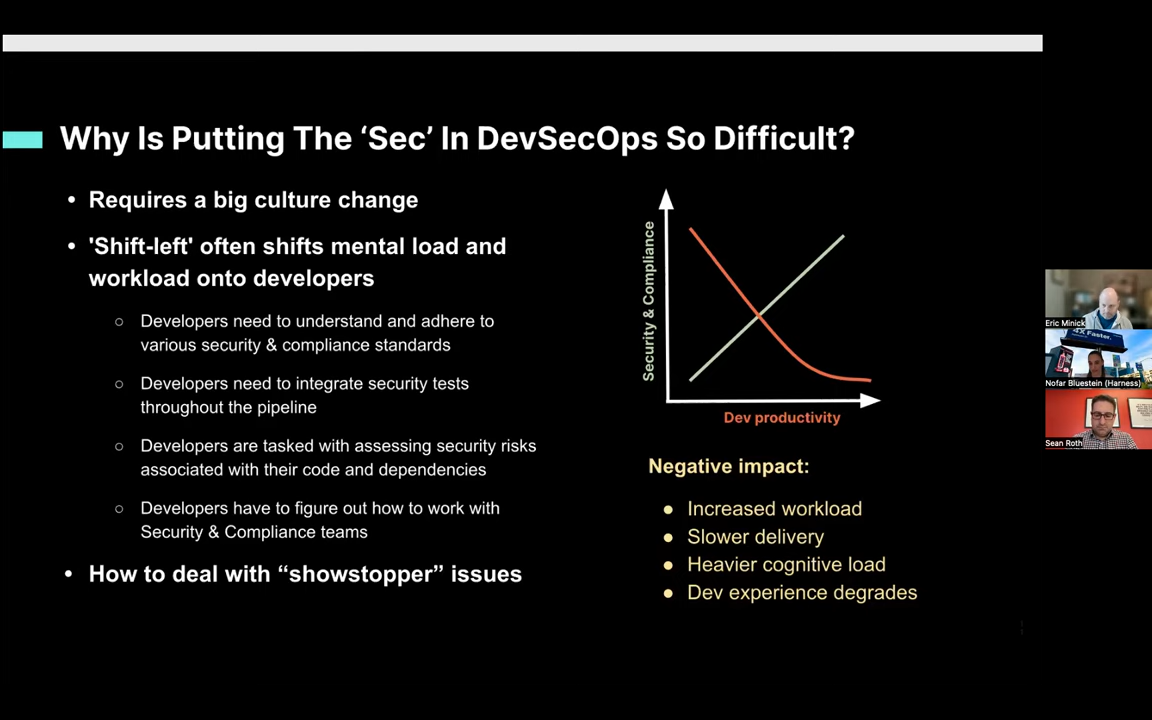 Why Is Putting The ‘Sec’ In DevSecOps So Difficult?
• Requires a big culture change
• 'Shift-left' often shifts mental load and
workload onto developers
○ Developers need to understand and adhere to
various security & compliance standards
○ Developers need to integrate security tests
throughout the pipeline
○ Developers are tasked with assessing security risks
associated with their code and dependencies
○ Developers have to figure out how to work with
Security & Compliance teams
• How to deal with “showstopper” issues
Security & Compliance
Dev productivity
Negative impact:
● Increased workload
● Slower delivery
● Heavier cognitive load
● Dev experience degrades
Eric Minick
Faster.
Nofar Bluestein (Harness)
Sean Roth